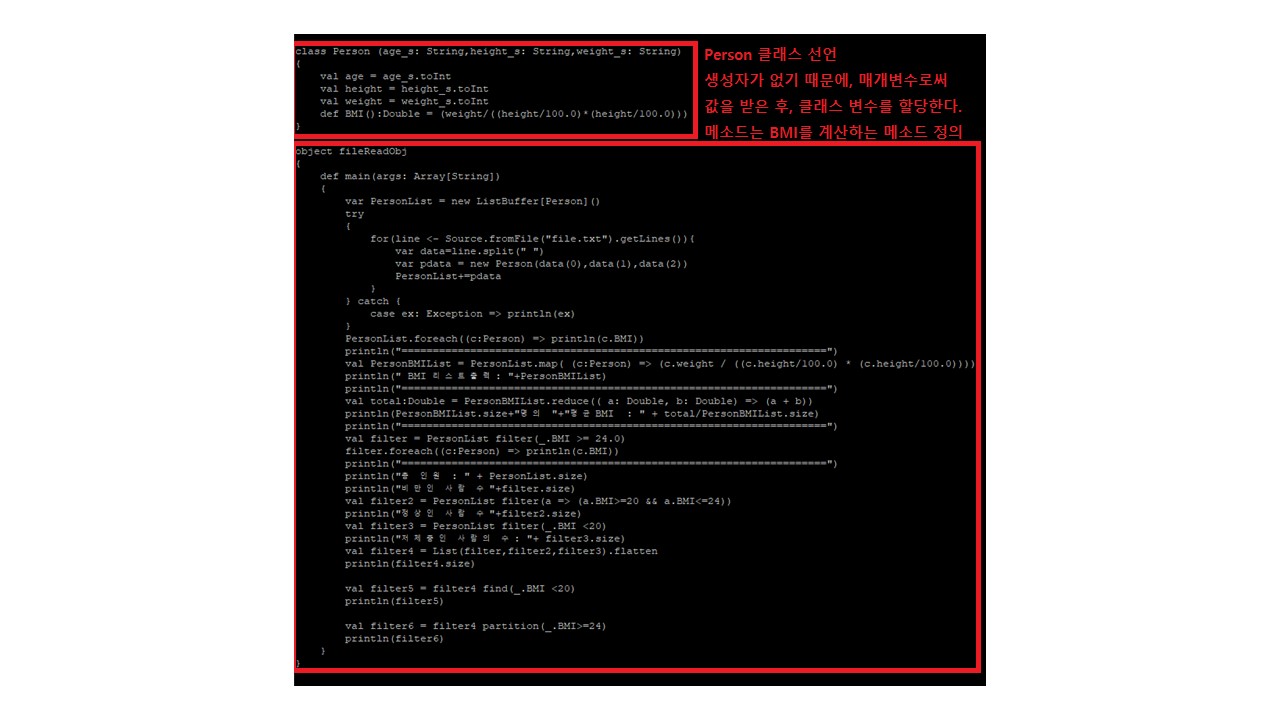 class Person (age_s: String,height_s: String,weight_s: String)
{
    val age = age_s.toInt
    val height = height_s.toInt
    val weight = weight_s.toInt
    def BMI():Double = (weight/((height/100.0)*(height/100.0)))
}
Person 클래스 선언
생성자가 없기 때문에, 매개변수로써
값을 받은 후, 클래스 변수를 할당한다.
메소드는 BMI를 계산하는 메소드 정의
object fileReadObj
{
    def main(args: Array[String])
    {
        var PersonList = new ListBuffer[Person]()
        try
        {
            for(line <- Source.fromFile("file.txt").getLines()){
                var data=line.split(" ")
                var pdata = new Person(data(0),data(1),data(2))
                PersonList+=pdata
            }
        } catch {
            case ex: Exception => println(ex)
        }
        PersonList.foreach((c:Person) => println(c.BMI))
        println("====================================================================")
        val PersonBMIList = PersonList.map( (c:Person) => (c.weight / ((c.height/100.0) * (c.height/100.0))))
        println(" BMI 리스트출력 : "+PersonBMIList)
        println("====================================================================")
        val total:Double = PersonBMIList.reduce(( a: Double, b: Double) => (a + b))
        println(PersonBMIList.size+"명의 "+"평균BMI  : " + total/PersonBMIList.size)
        println("====================================================================")
        val filter = PersonList filter(_.BMI >= 24.0)
        filter.foreach((c:Person) => println(c.BMI))
        println("====================================================================")
        println("총 인원 : " + PersonList.size)
        println("비만인 사람 수 "+filter.size)
        val filter2 = PersonList filter(a => (a.BMI>=20 && a.BMI<=24))
        println("정상인 사람 수 "+filter2.size)
        val filter3 = PersonList filter(_.BMI <20)
        println("저체중인 사람의 수 : "+ filter3.size)
        val filter4 = List(filter,filter2,filter3).flatten
        println(filter4.size)
        val filter5 = filter4 find(_.BMI <20)
        println(filter5)
        val filter6 = filter4 partition(_.BMI>=24)
        println(filter6)
    }
}